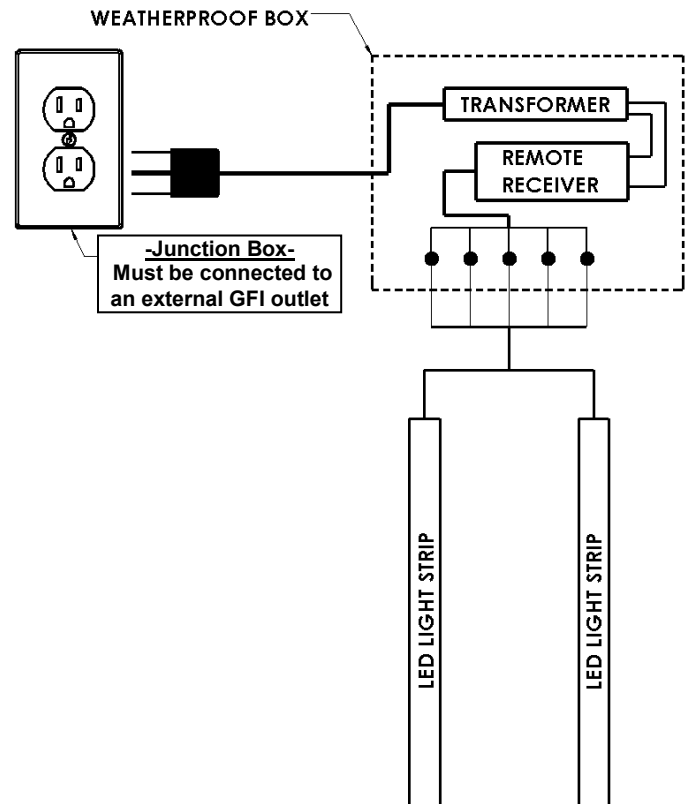 WEATHERPROOF BOX
TRANSFORMER
REMOTE
RECEIVER
-Junction Box-
Must be connected to
an external GFI outlet
LED LIGHT STRIP
LED LIGHT STRIP